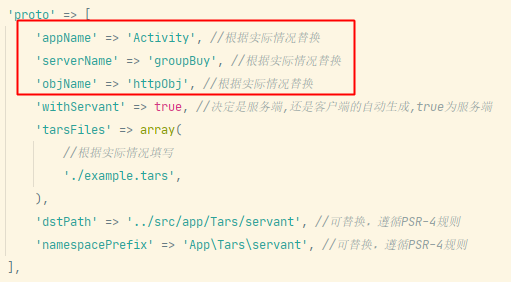 'proto' => [
'appName' => 'Activity', //根据实际情况替换
'serverName' => 'groupBuy', //根据实际情况替换
'objName' => 'httpObj', //根据实际情况替换
'withServant' => true, //决定是服务端,还是客户端的自动生成,true为服务端
'tarsFiles' => array(
//根据实际情况填写
'./example.tars',
),
'dstPath' => '../src/app/Tars/servant', //可替换，遵循PSR-4规则
'namespacePrefix' => 'App\Tars\servant', //可替换，遵循PSR-4规则
],